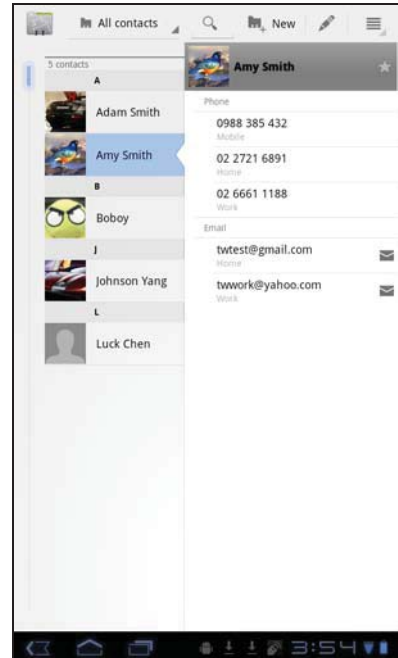 All contacts
New
5 contacts
A
Adam Smith
Amy Smith
B
Boboy
J
Johnson Yang
L
Luck Chen
Amy Smith
Phone
0988 385 432
Mobile
02 2721 6891
Home
02 6661 1188
Work
Email
twtest@gmail.com
Home
twwork@yahoo.com
Work
3:54